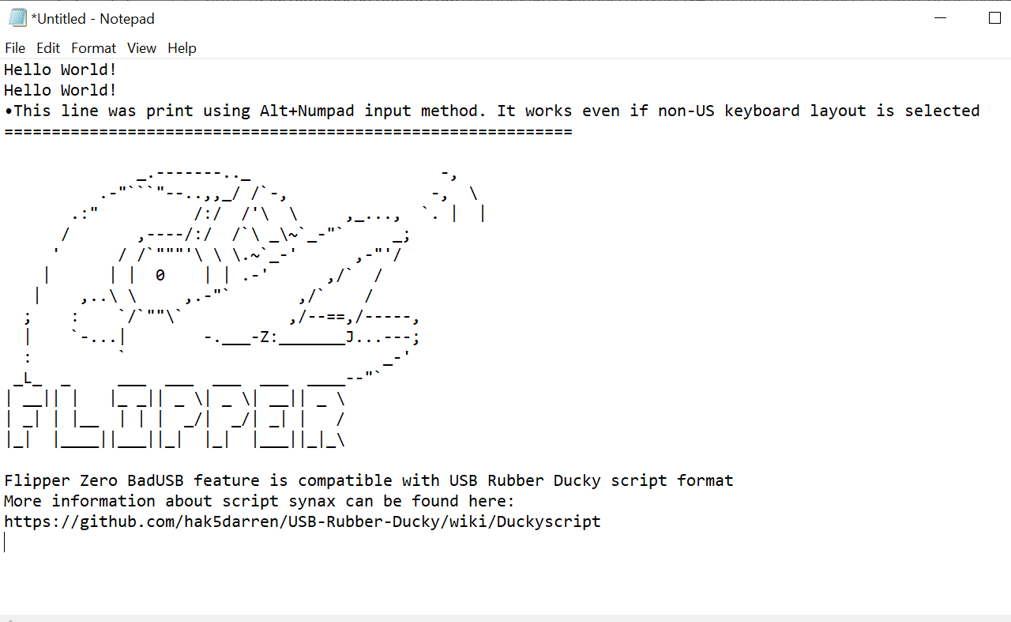 *Untitled - Notepad
File Edit Format View Help
Hello World!
Hello World!
•This line was print using Alt+Numpad input method. It works even if non-US keyboard layout is selected
============================================================
FLIPPER
Flipper Zero BadUSB feature is compatible with USB Rubber Ducky script format
More information about script synax can be found here:
https://github.com/hak5darren/USB-Rubber-Ducky/wiki/Duckyscript